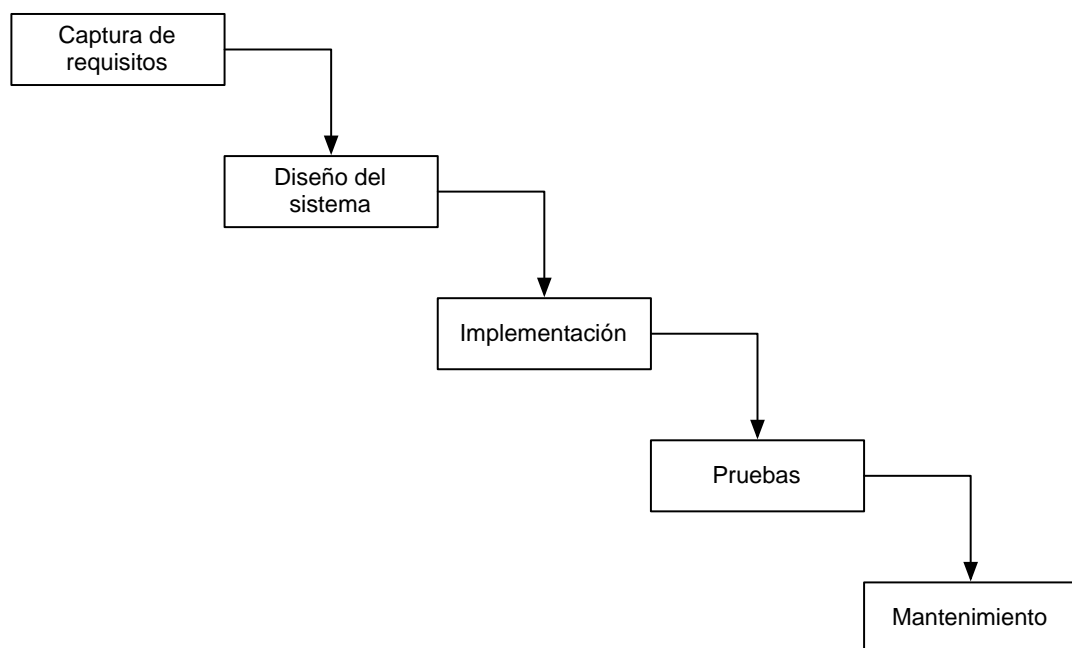 Captura de
requisitos
Diseño del
sistema
Implementación
Pruebas
Mantenimiento